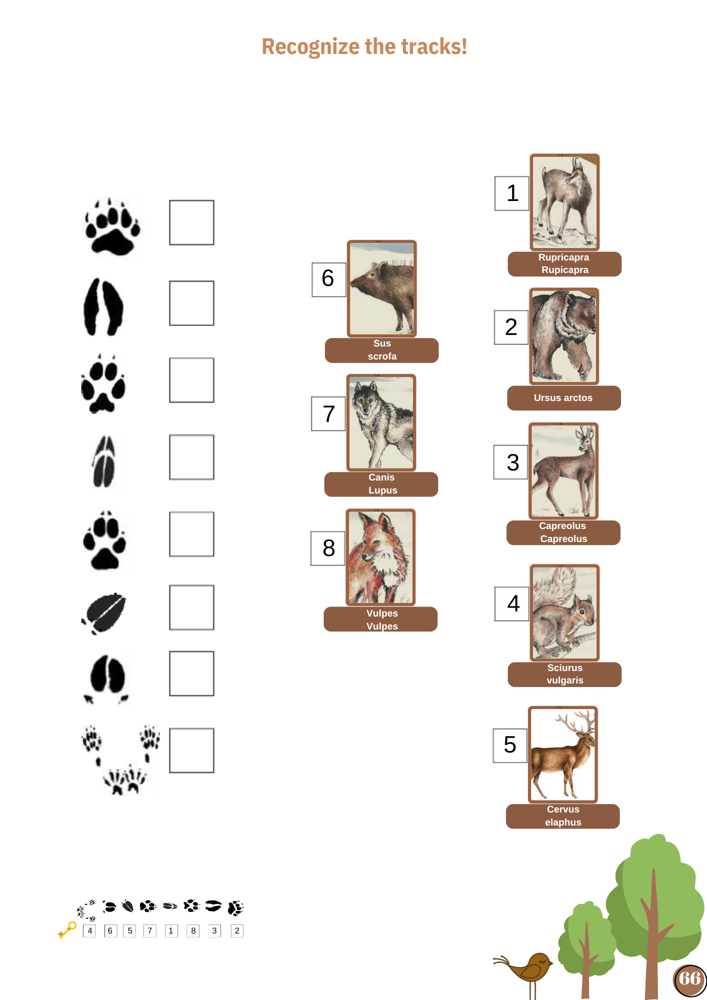 Recognize the tracks!
1
Rupricapra
Rupicapra
6
Sus
scrofa
2
Ursus arctos
7
Canis
Lupus
3
Capreolus
Capreolus
8
Vulpes
Vulpes
4
Sciurus
vulgaris
5
Cervus
elaphus
4 6 5 7 1 8 3 2
66